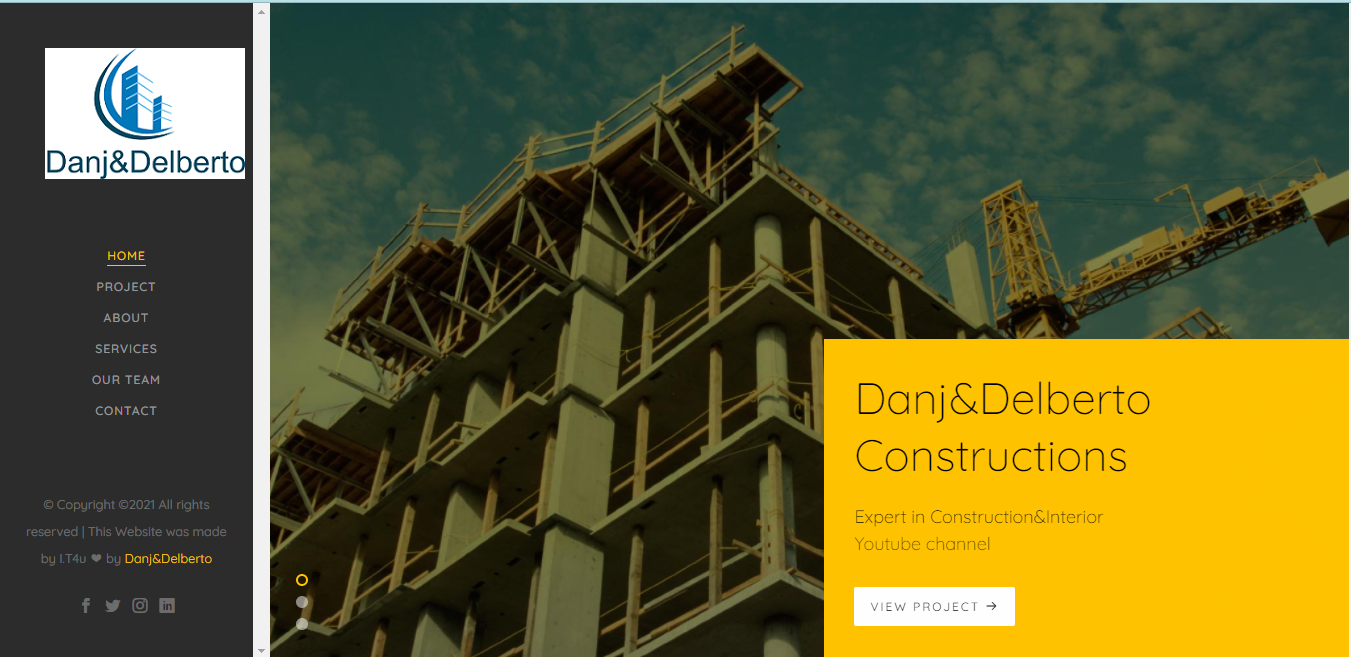 Danj&Delberto
HOME
PROJECT
ABOUT
SERVICES
OUR TEAM
CONTACT
© Copyright ©2021 All rights
reserved | This Website was made
by I.T4u ❤ by Danj&Delberto
Danj&Delberto
Constructions
Expert in Construction&Interior
Youtube channel
VIEW PROJECT →